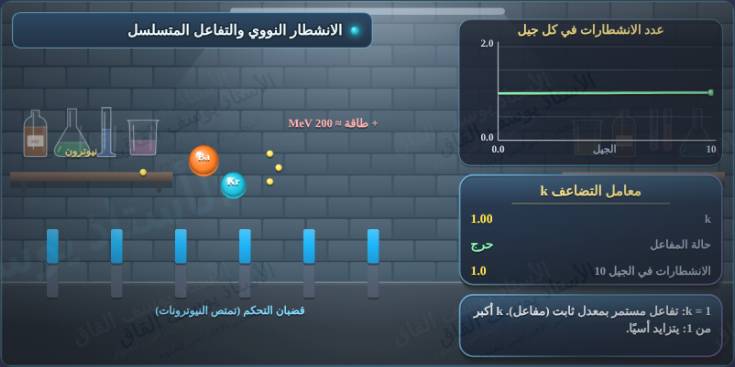 الانشطار النووي والتفاعل المتسلسل
+ طاقة ≈ 200 MeV
نيوترون
Ba
Kr
قضبان التحكم (تمتص النيوترونات)
عدد الانشطارات في كل جيل
2.0
0.0
0.0
الجيل
10
معامل التضاعف k
k 1.00
حالة المفاعل حرج
الانشطارات في الجيل 10 1.0
k = 1: تفاعل مستمر بمعدل ثابت (مفاعل). k أكبر
من 1: يتزايد أسيًا.